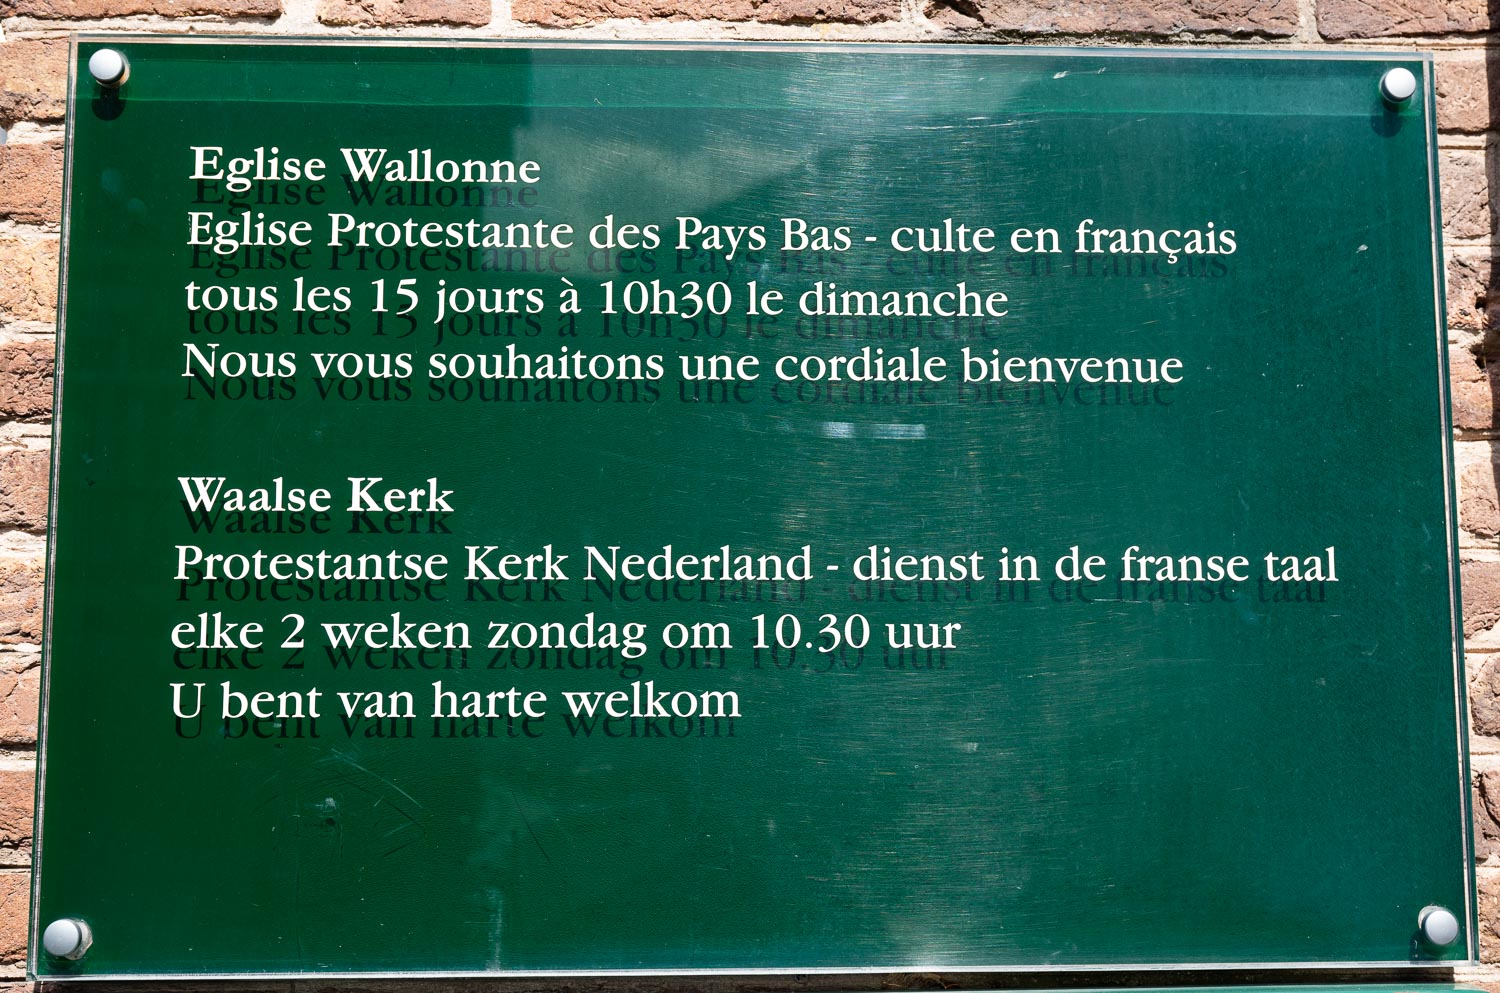 Eglise Wallonne
Eglise Protestante des Pays Bas - culte en français
tous les 15 jours à 10h30 le dimanche
Nous vous souhaitons une cordiale bienvenue
Waalse Kerk
Protestantse Kerk Nederland - dienst in de franse taal
elke 2 weken zondag om 10.30 uur
U bent van harte welkom